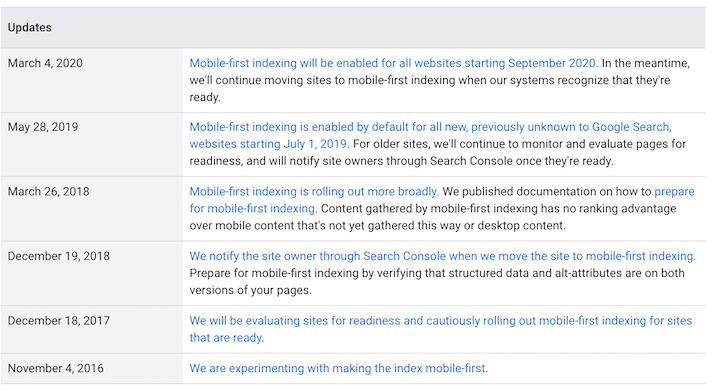 Updates
March 4, 2020
Mobile-first indexing will be enabled for all websites starting September 2020. In the meantime,
we'll continue moving sites to mobile-first indexing when our systems recognize that they're
ready.
May 28, 2019
Mobile-first indexing is enabled by default for all new, previously unknown to Google Search,
websites starting July 1, 2019. For older sites, we'll continue to monitor and evaluate pages for
readiness, and will notify site owners through Search Console once they're ready.
March 26, 2018
Mobile-first indexing is rolling out more broadly. We published documentation on how to prepare
for mobile-first indexing. Content gathered by mobile-first indexing has no ranking advantage
over mobile content that's not yet gathered this way or desktop content.
December 19, 2018
We notify the site owner through Search Console when we move the site to mobile-first indexing.
Prepare for mobile-first indexing by verifying that structured data and alt-attributes are on both
versions of your pages.
December 18, 2017
We will be evaluating sites for readiness and cautiously rolling out mobile-first indexing for sites
that are ready.
November 4, 2016
We are experimenting with making the index mobile-first.